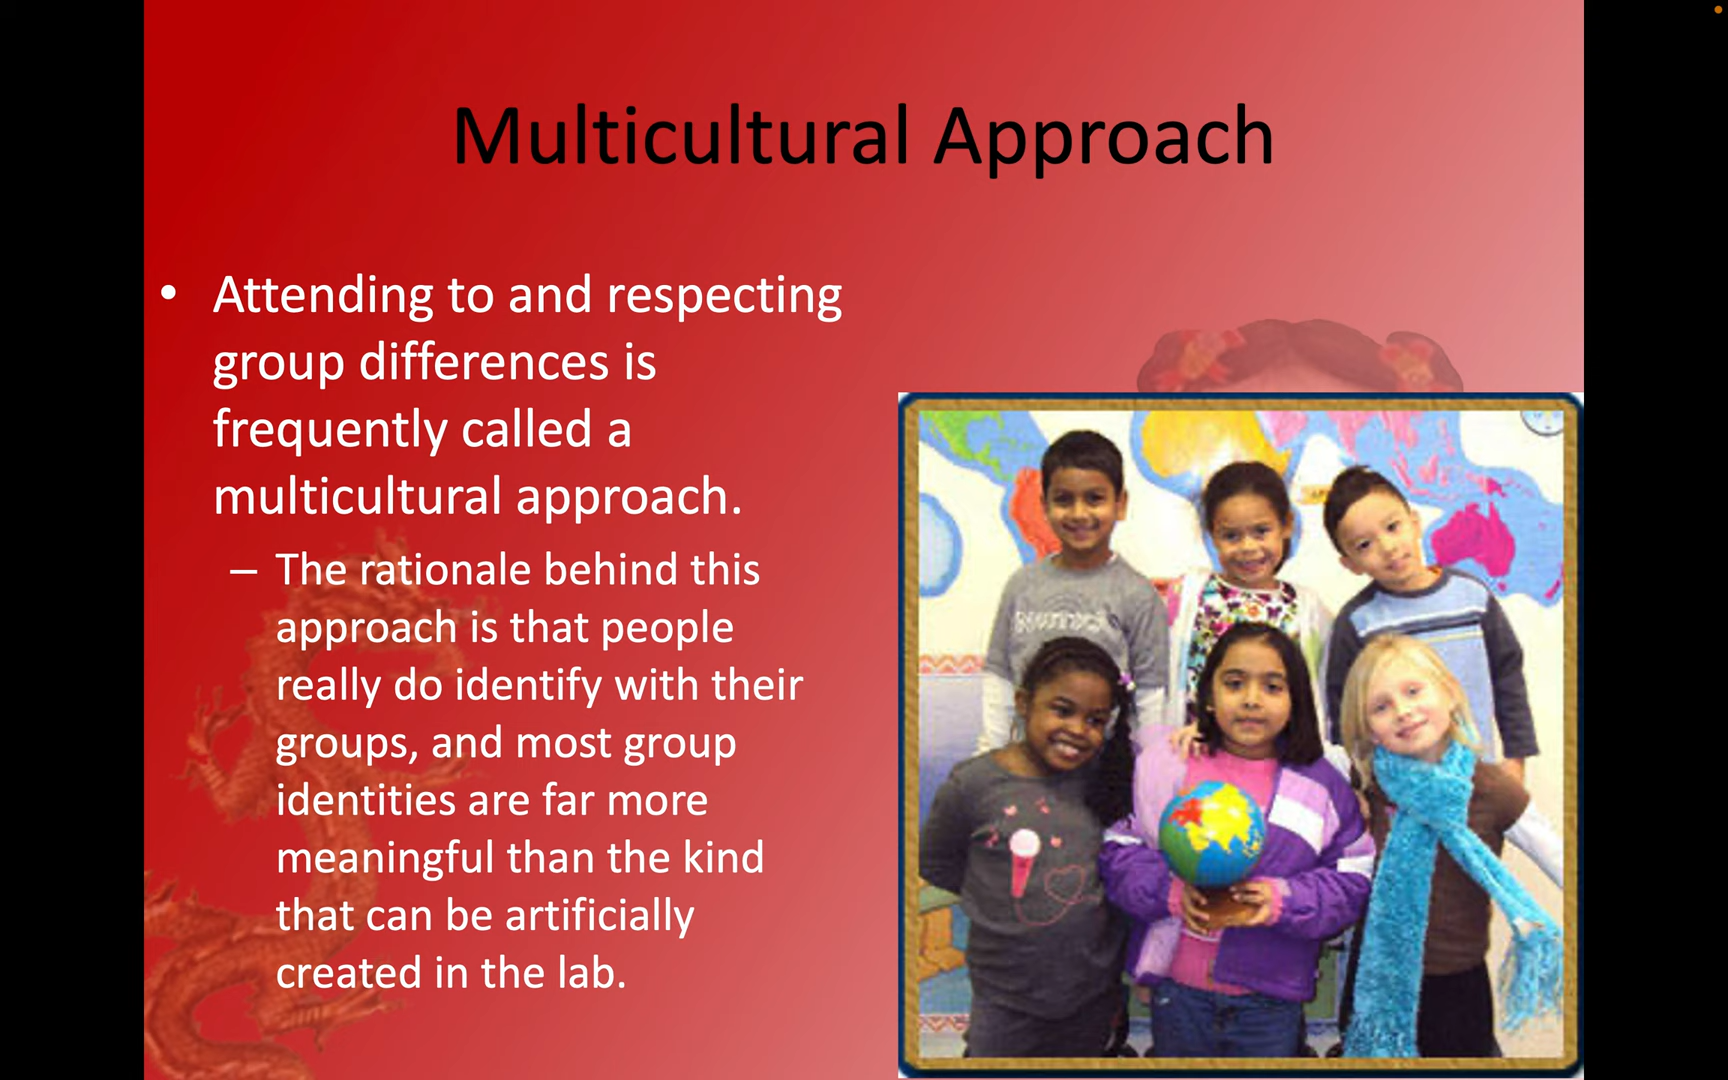 Multicultural Approach
• Attending to and respecting
group differences is
frequently called a
multicultural approach.
– The rationale behind this
approach is that people
really do identify with their
groups, and most group
identities are far more
meaningful than the kind
that can be artificially
created in the lab.